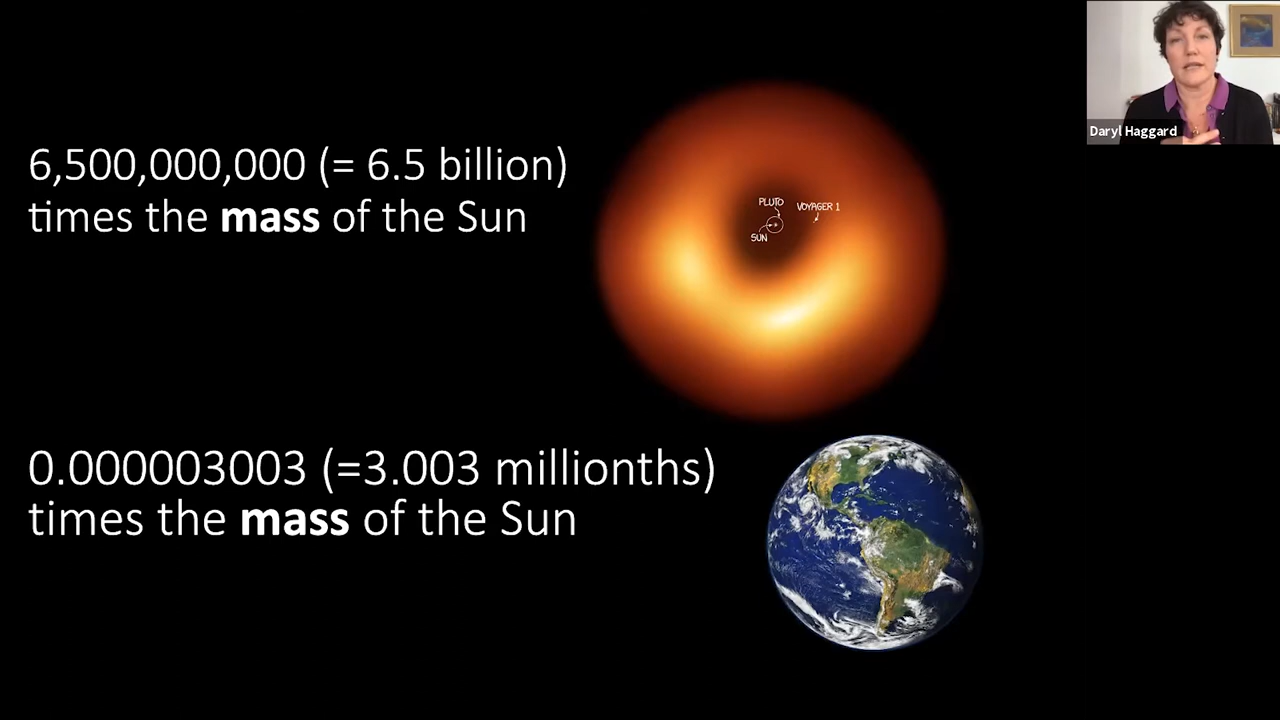 6,500,000,000 (= 6.5 billion)
times the mass of the Sun
PLUTO
VOYAGER 1
SUN
Daryl Haggard
0.000003003 (=3.003 millionths)
times the mass of the Sun